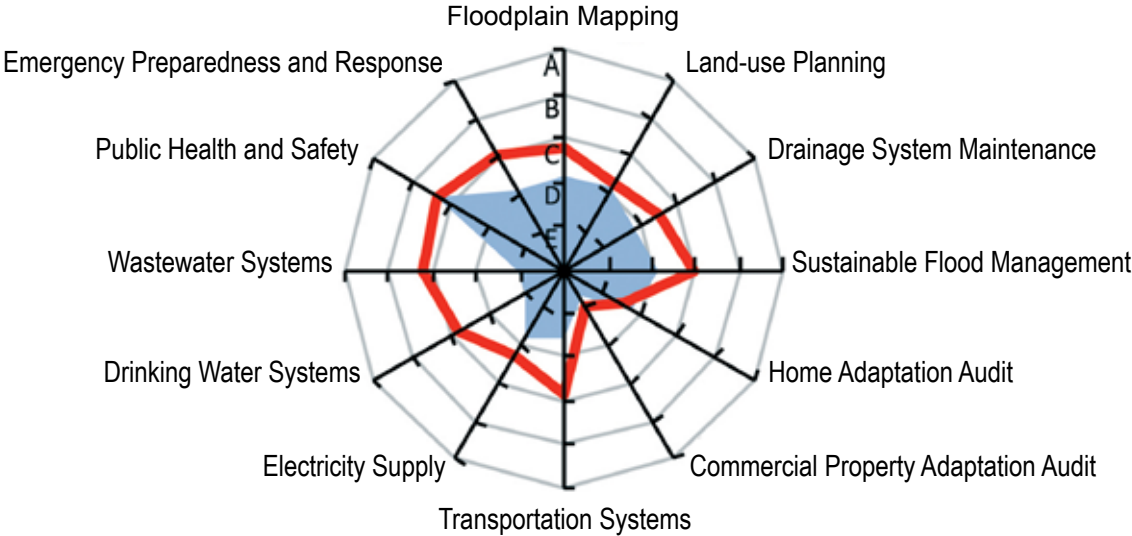 Floodplain Mapping
Emergency Preparedness and Response
Land-use Planning
A
B
Public Health and Safety
Drainage System Maintenance
C
D
E
Wastewater Systems
Sustainable Flood Management
Drinking Water Systems
Home Adaptation Audit
Electricity Supply
Commercial Property Adaptation Audit
Transportation Systems